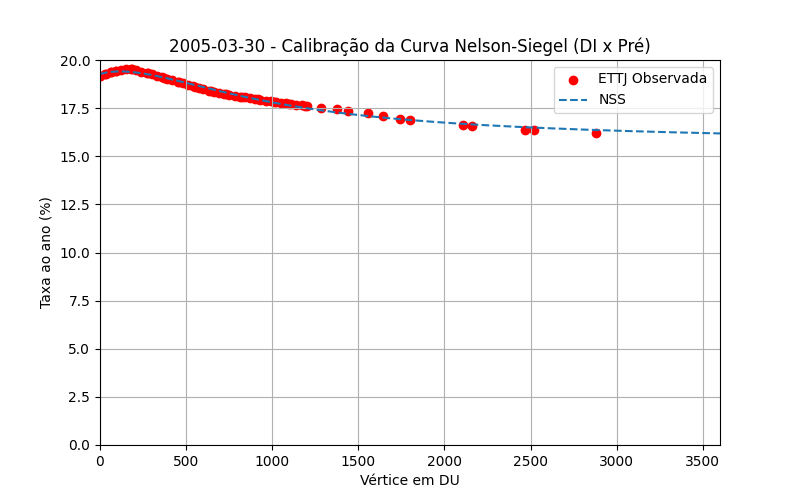 2005-03-30 - Calibração da Curva Nelson-Siegel (DI x Pré)
ETTJ Observada
NSS
Taxa ao ano (%)
20.0
17.5
15.0
12.5
10.0
7.5
5.0
2.5
0.0
0 500 1000 1500 2000 2500 3000 3500
Vértice em DU